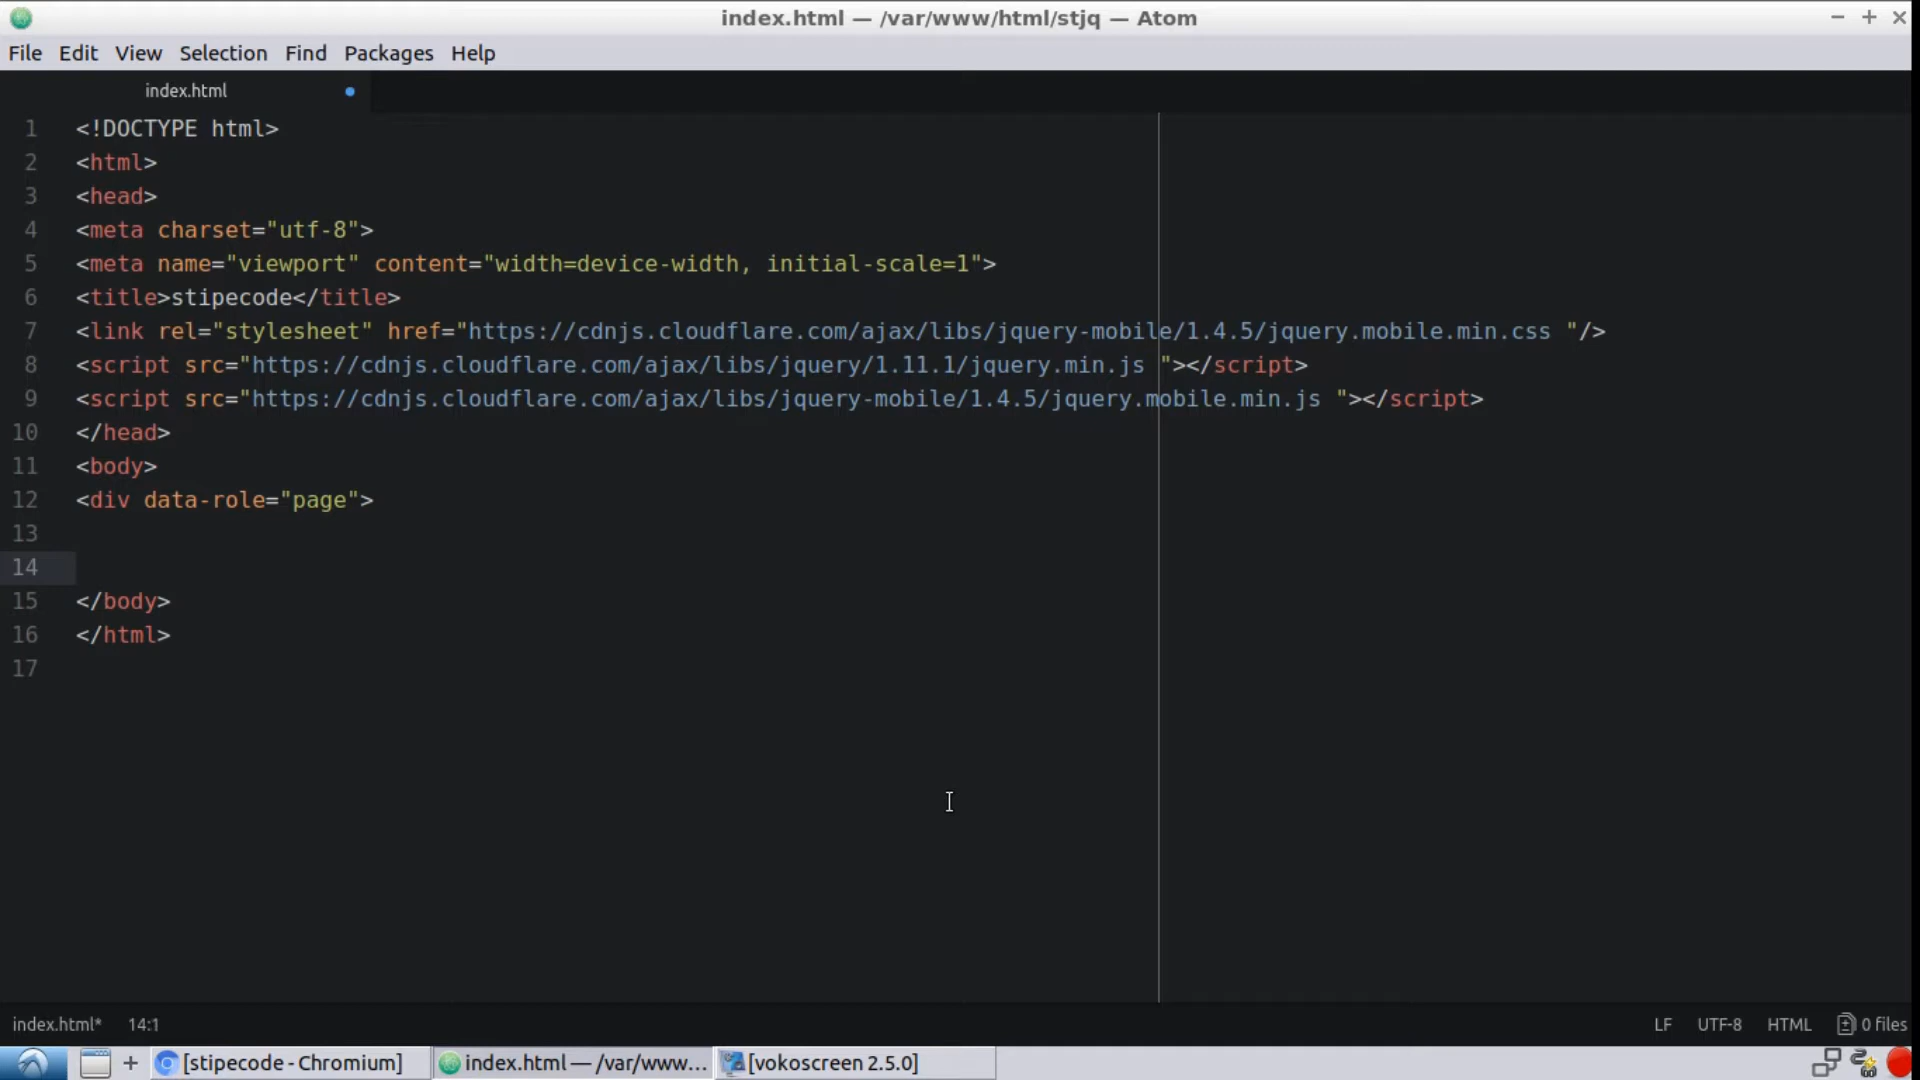 index.html — /var/www/html/stjq — Atom
File Edit View Selection Find Packages Help
index.html
1 <!DOCTYPE html>
2 <html>
3 <head>
4 <meta charset="utf-8">
5 <meta name="viewport" content="width=device-width, initial-scale=1">
6 <title>stipecode</title>
7 <link rel="stylesheet" href="https://cdnjs.cloudflare.com/ajax/libs/jquery-mobile/1.4.5/jquery.mobile.min.css "/>
8 <script src="https://cdnjs.cloudflare.com/ajax/libs/jquery/1.11.1/jquery.min.js "></script>
9 <script src="https://cdnjs.cloudflare.com/ajax/libs/jquery-mobile/1.4.5/jquery.mobile.min.js "></script>
10 </head>
11 <body>
12 <div data-role="page">
13
14
15 </body>
16 </html>
17
index.html* 14:1 LF UTF-8 HTML 0 files
[stipecode - Chromium] index.html — /var/www... [vokoscreen 2.5.0]